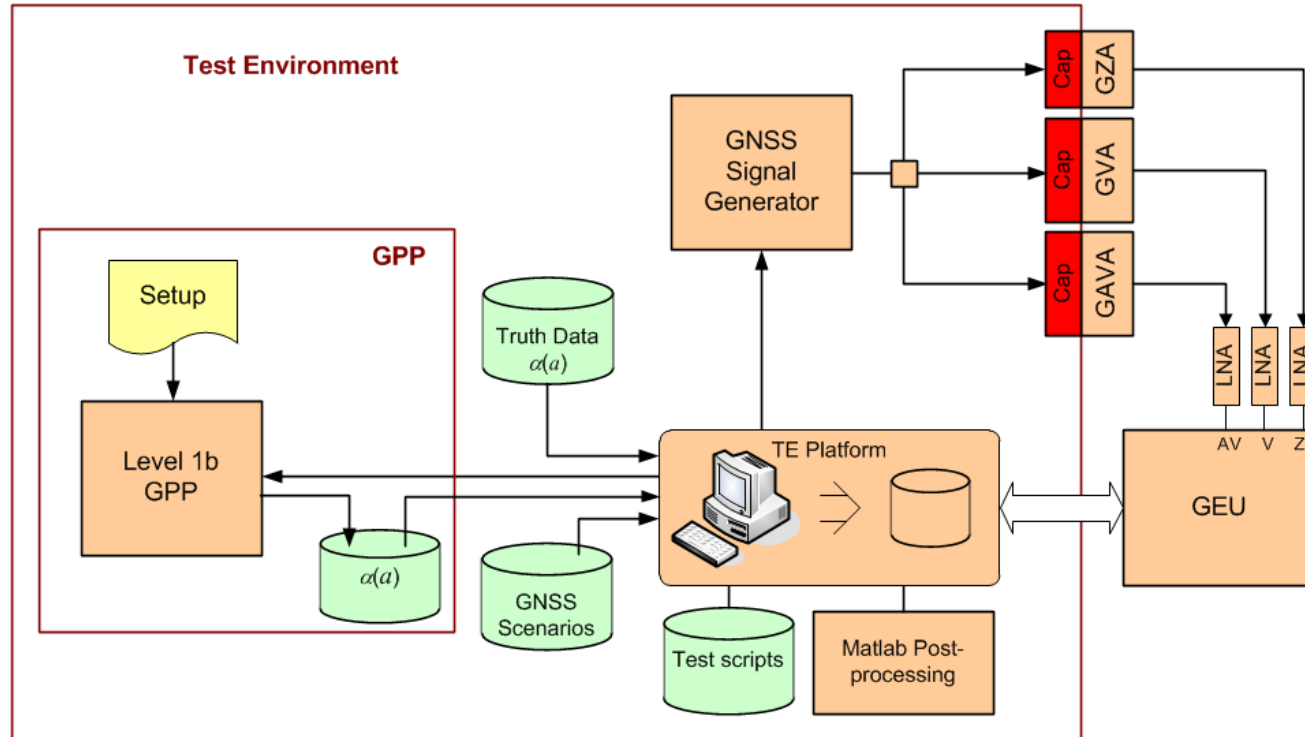 Test Environment
GNSS
Signal
Generator
Cap
GZA
Cap
GVA
Cap
GAVA
GPP
Setup
Truth Data
α(a)
LNA
LNA
LNA
AV
V
Z
Level 1b
GPP
α(a)
TE Platform
GEU
GNSS
Scenarios
Test scripts
Matlab Post-
processing